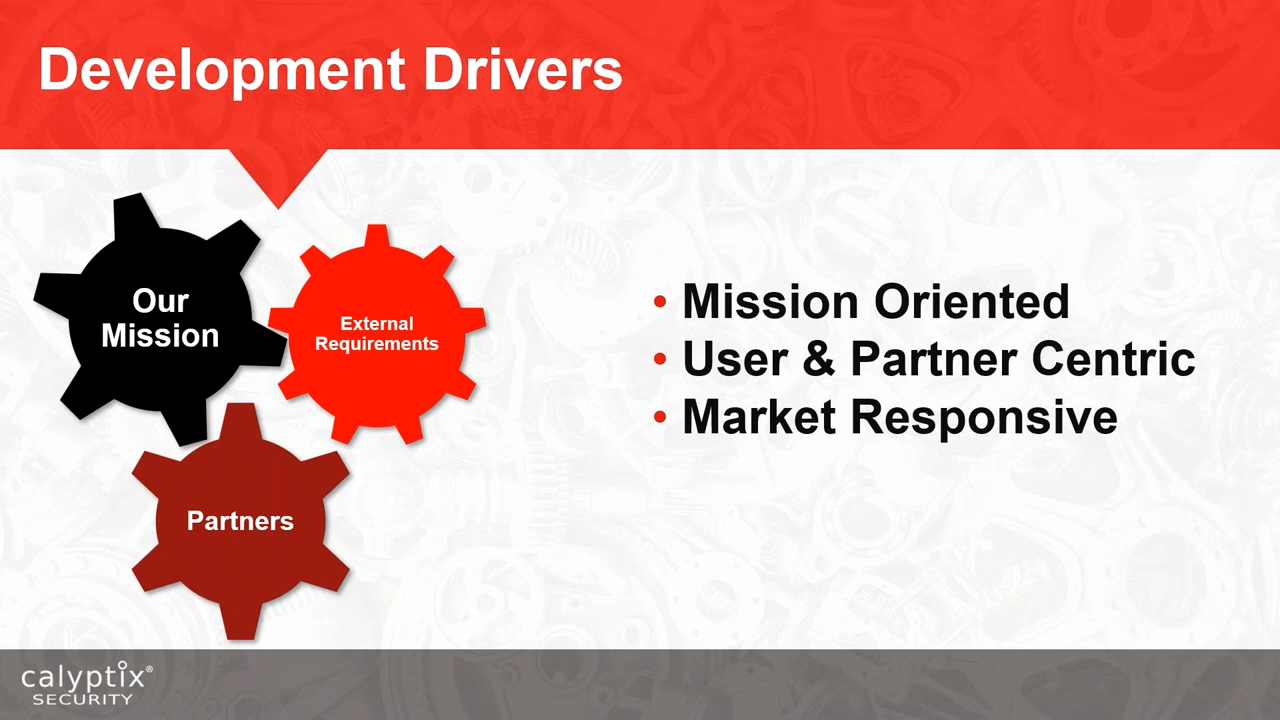 Development Drivers
Our
Mission
External
Requirements
Partners
• Mission Oriented
• User & Partner Centric
• Market Responsive
calyptix®
SECURITY